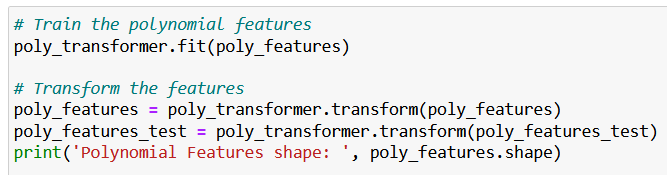 # Train the polynomial features
poly_transformer.fit(poly_features)
# Transform the features
poly_features = poly_transformer.transform(poly_features)
poly_features_test = poly_transformer.transform(poly_features_test)
print('Polynomial Features shape: ', poly_features.shape)